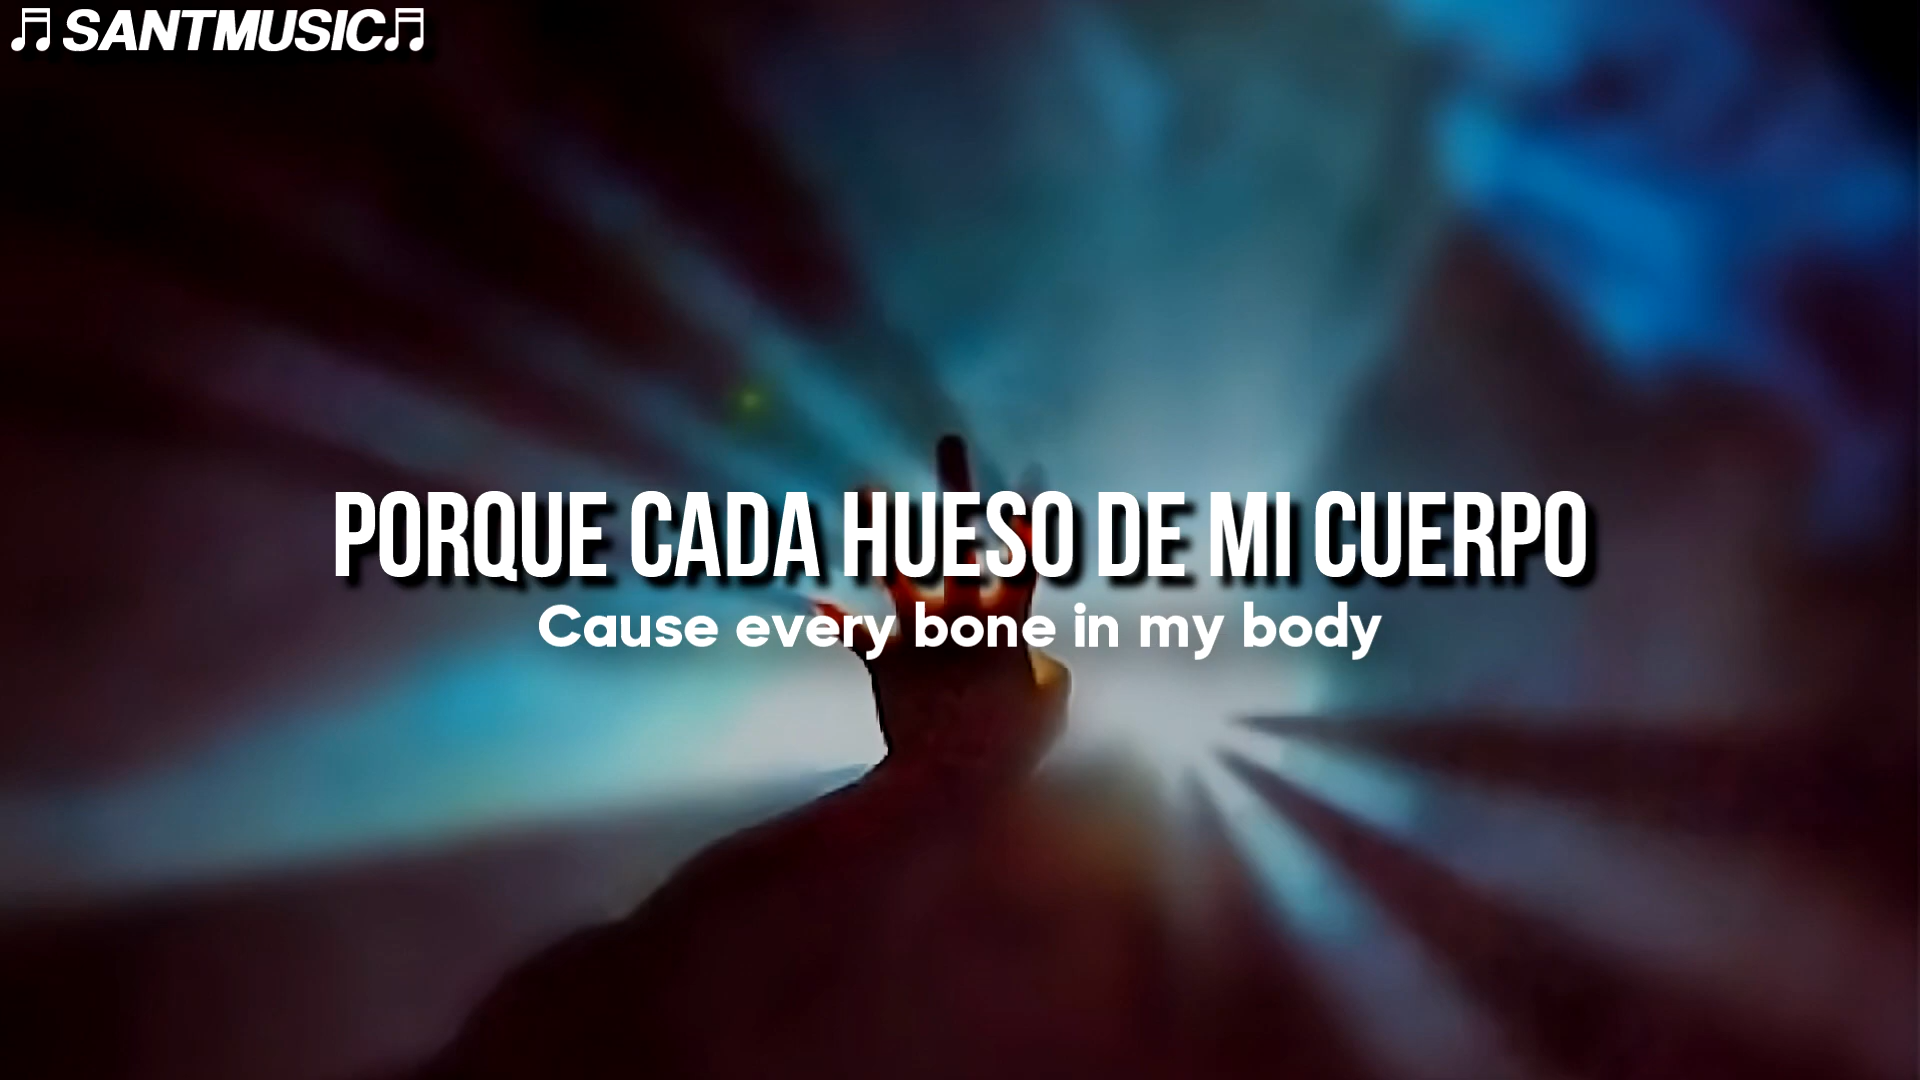 🎵SANTMUSIC🎵
PORQUE CADA HUESO DE MI CUERPO
Cause every bone in my body